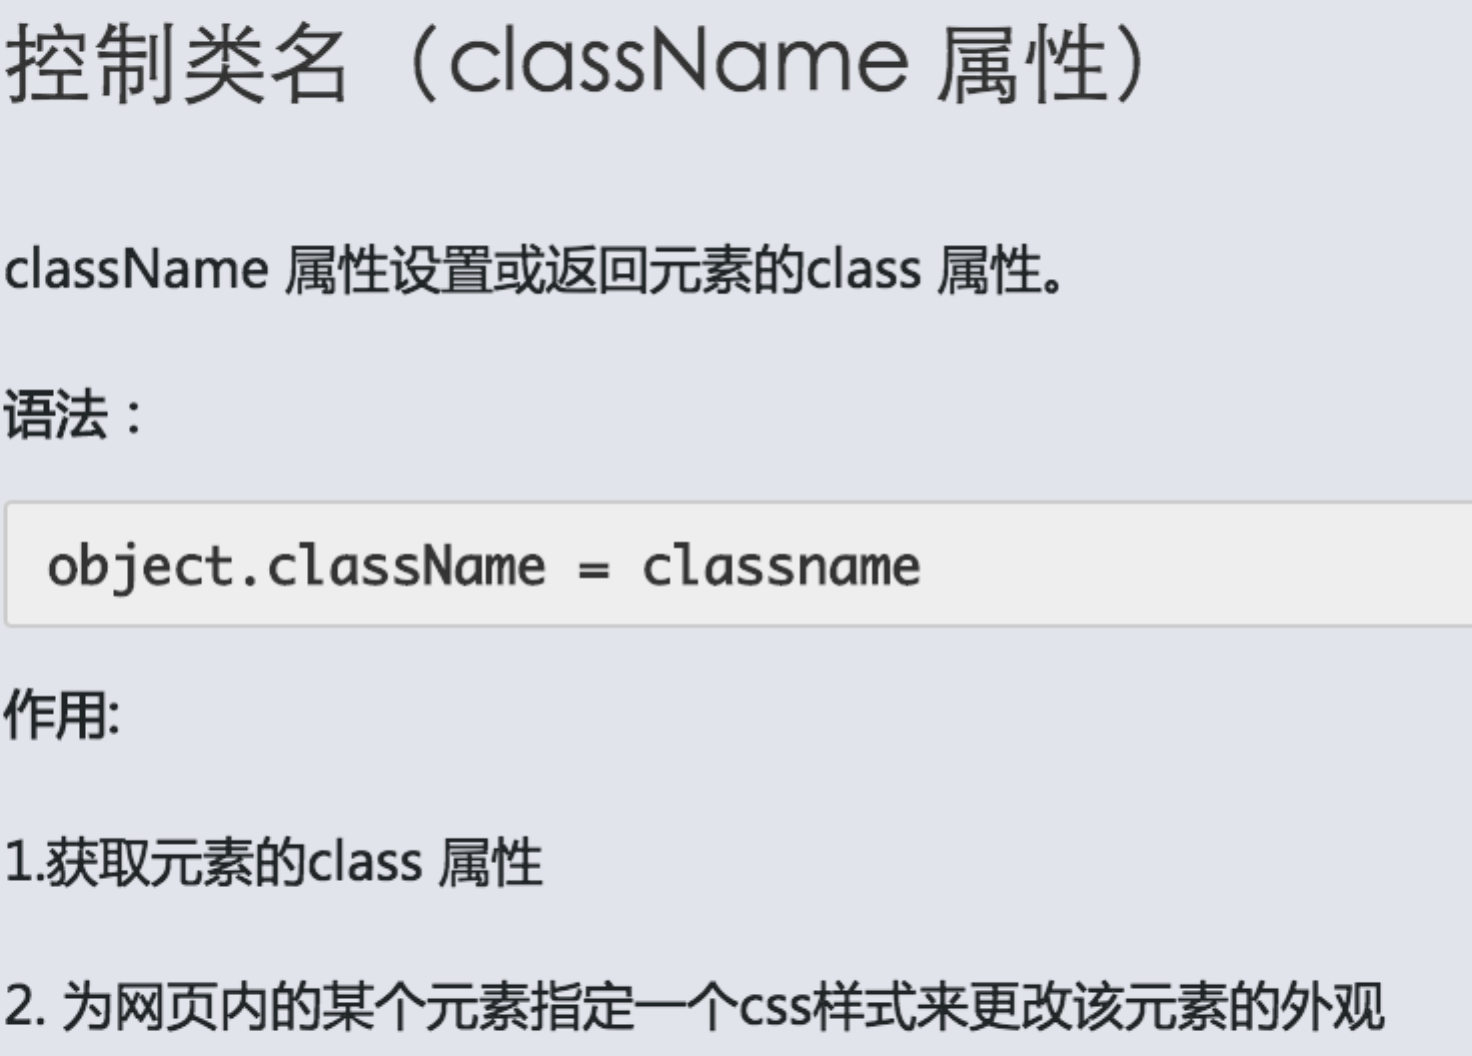 控制类名（className 属性）
className 属性设置或返回元素的class 属性。
语法：
object.className = classname
作用:
1.获取元素的class 属性
2. 为网页内的某个元素指定一个css样式来更改该元素的外观